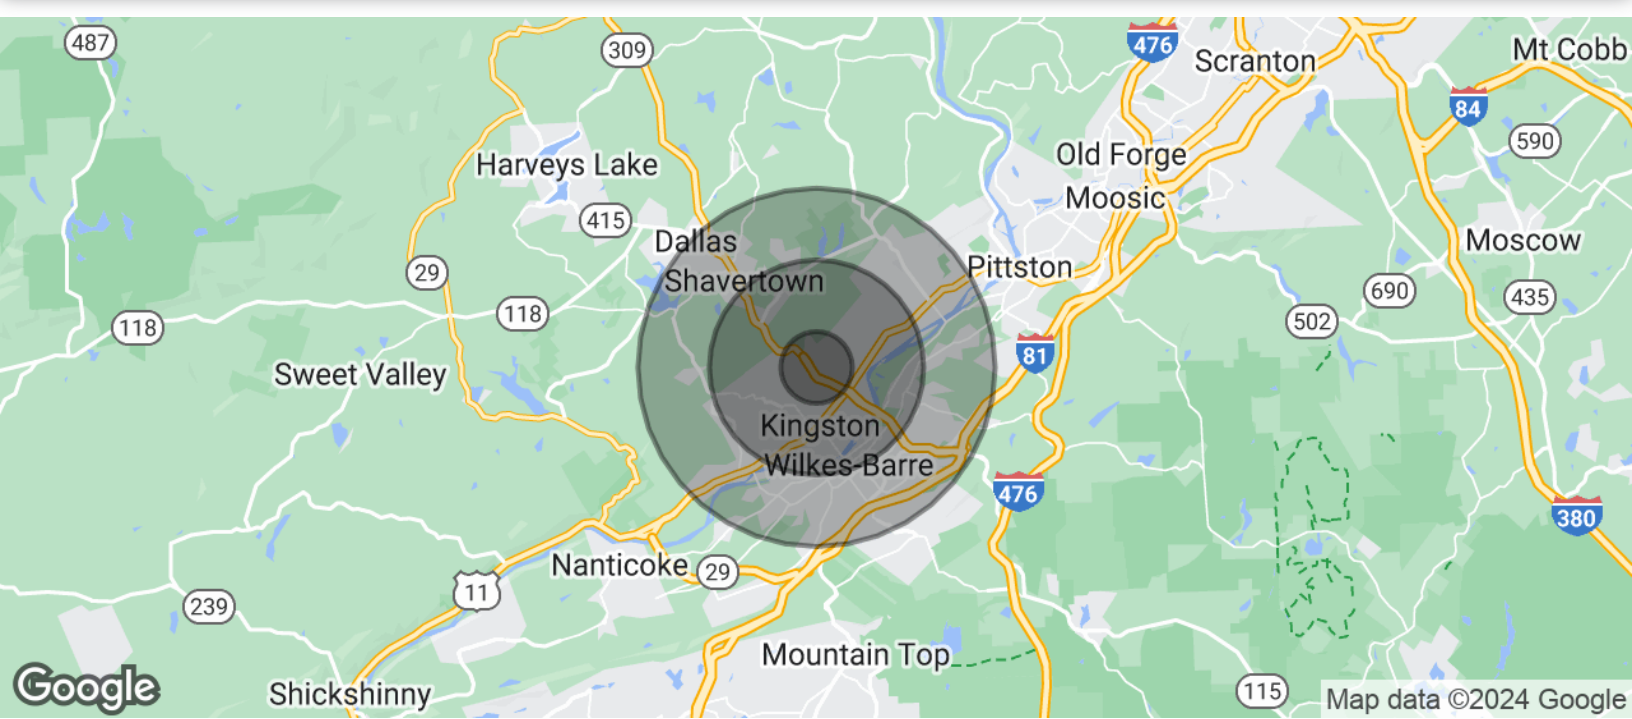 487
309
476
Scranton
Mt Cobb
84
590
Old Forge
Harveys Lake
Moosic
415
Dallas
Moscow
Pittston
29
Shavertown
690
435
118
502
118
81
Sweet Valley
Kingston
Wilkes-Barre
476
380
Nanticoke
29
11
239
Mountain Top
Google
Shickshinny
115
Map data ©2024 Google